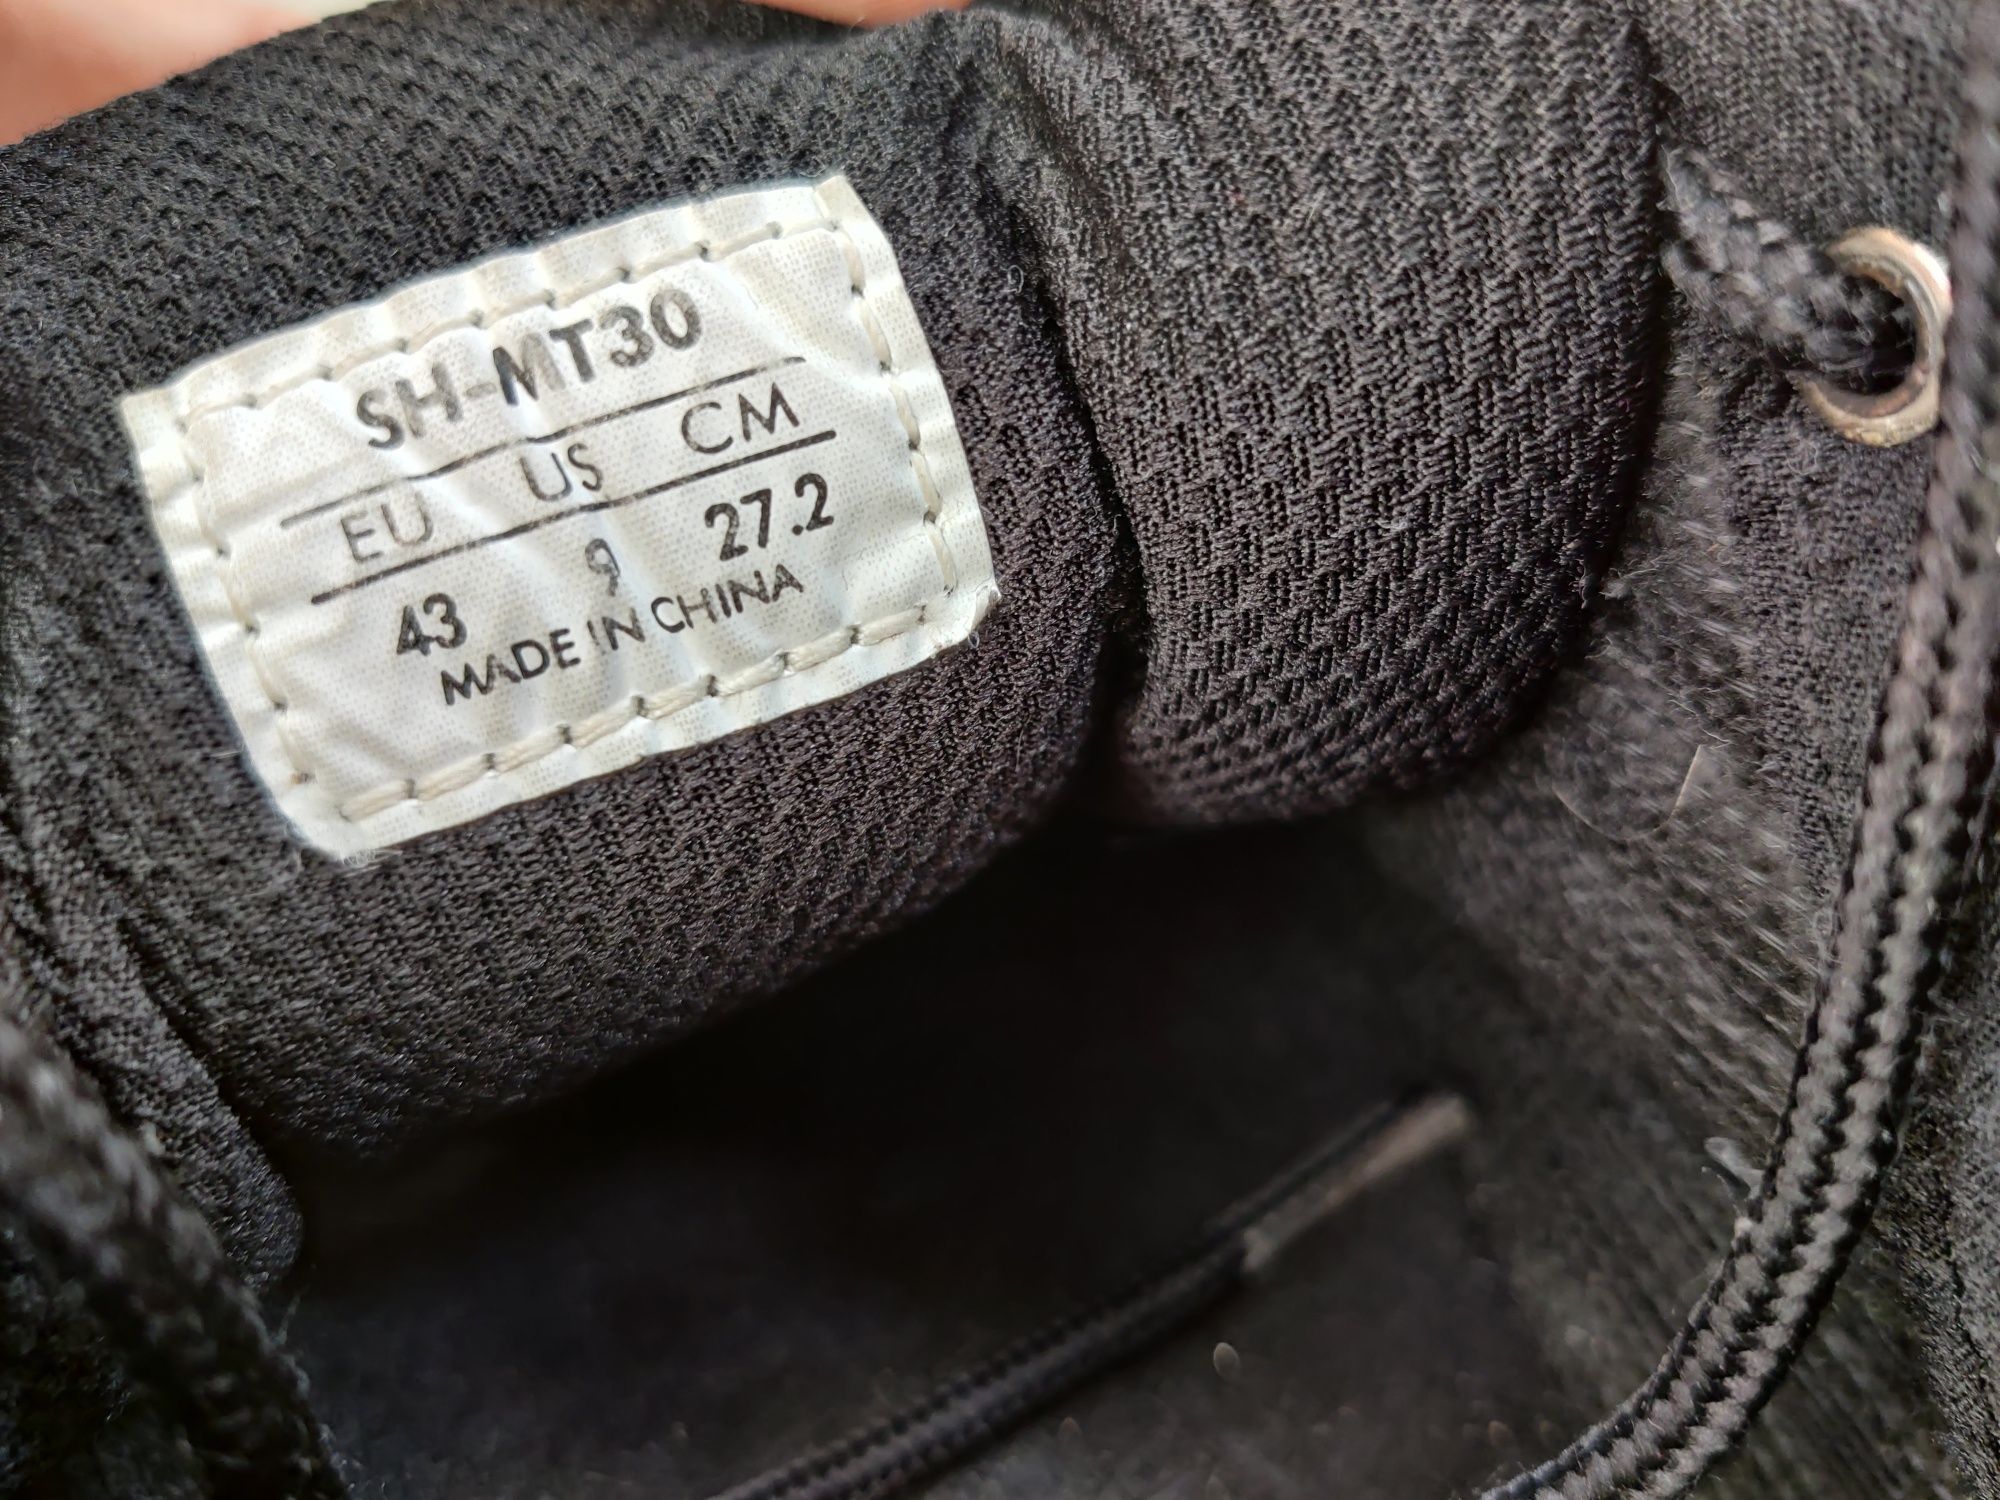 SH-MT30
EU US CM
43 9 27.2
MADE IN CHINA